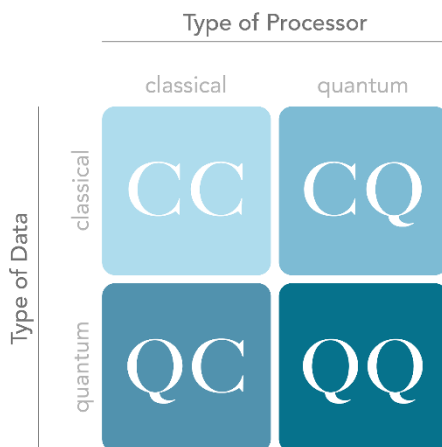 Type of Processor
classical quantum
Type of Data
classical
CC CQ
quantum
QC QQ